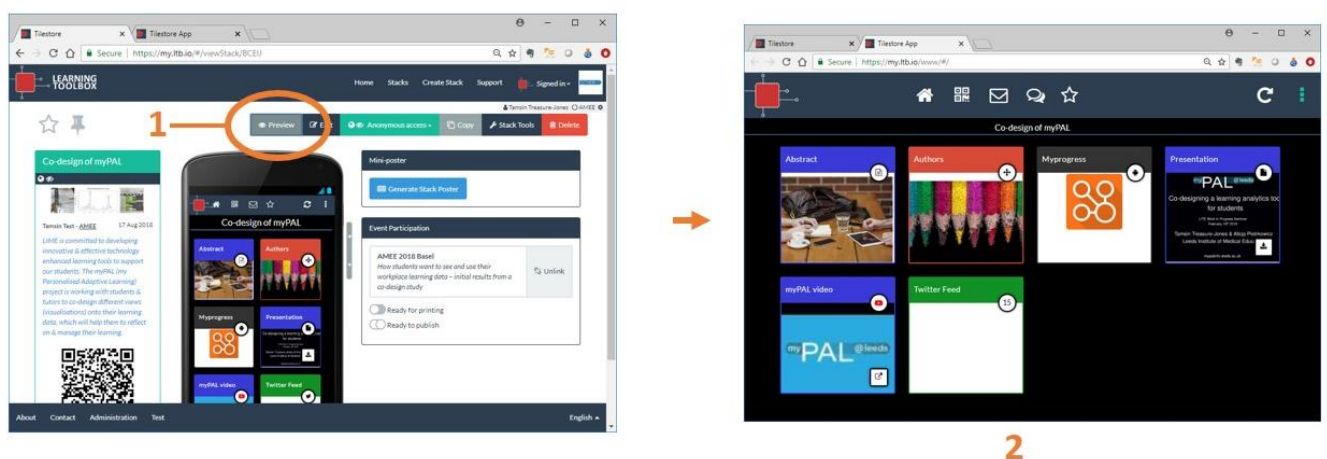 Tilestore
Tilestore App
Secure | https://my.ltb.io/#/viewStack/BCEU
LEARNING
TOOLBOX
Home Stacks Create Stack Support Signed in
Tamsin Treasure-Jones AMEE
1
Preview Edit Anonymous access Copy Stack Tools Delete
Co-design of myPAL
Tamsin Test - AMEE 17 Aug 2018
LIME is committed to developing
innovative & effective technology
enhanced learning tools to support
our students. The myPAL (my
Personalised Adaptive Learning)
project is working with students &
tutors to co-design different views
(visualisations) onto their learning
data, which will help them to reflect
on & manage their learning.
Co-design of myPAL
Abstract
Authors
Myprogress
Presentation
myPAL video
Twitter Feed
Mini-poster
Generate Stack Poster
Event Participation
AMEE 2018 Basel
How students want to see and use their
workplace learning data – initial results from a
co-design study
Unlink
Ready for printing
Ready to publish
About Contact Administration Test
English
Tilestore
Tilestore App
Secure | https://my.ltb.io/www/#/
Co-design of myPAL
Abstract
Authors
Myprogress
Presentation
myPAL @leeds
Co-designing a learning analytics too
for students
Tamsin Treasure-Jones & Alicja Piotrkowicz
Leeds Institute of Medical Educ
myPAL video
myPAL @leeds
Twitter Feed
15
2